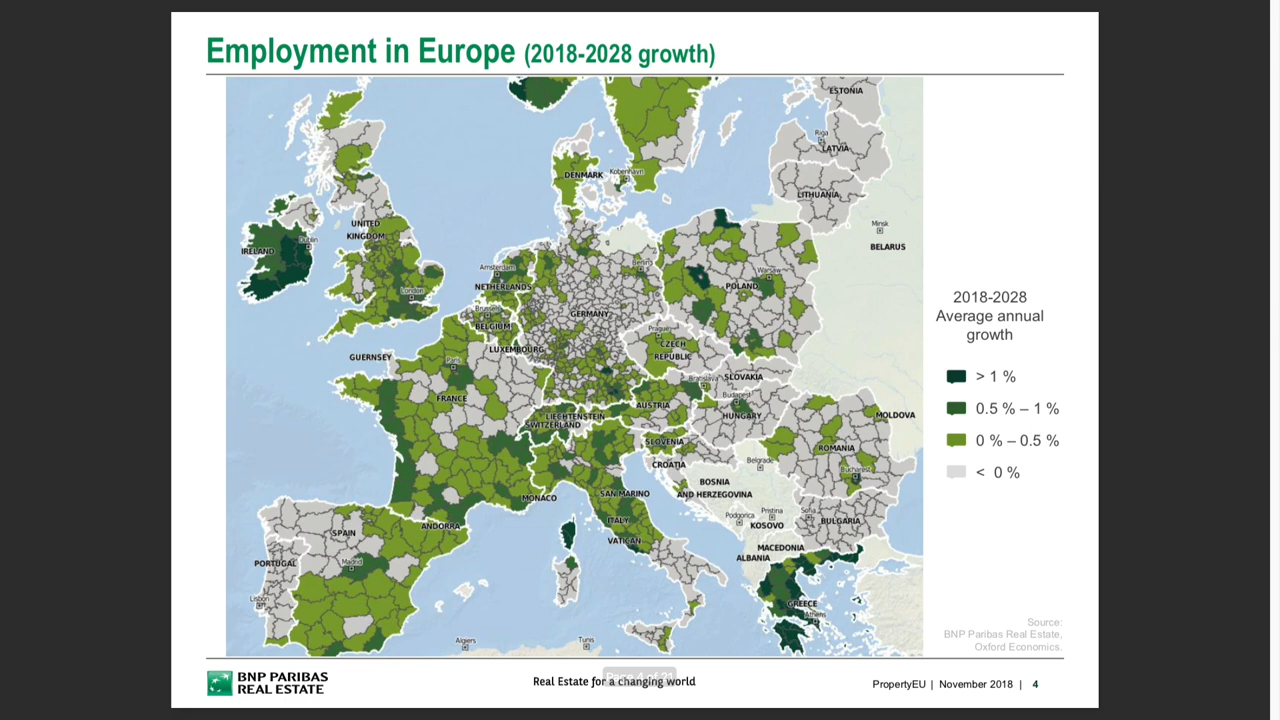 Employment in Europe (2018-2028 growth)
ESTONIA
Riga
LATVIA
DENMARK
København
LITHUANIA
UNITED
KINGDOM
Minsk
BELARUS
IRELAND
Dublin
Amsterdam
NETHERLANDS
Berlin
Warsaw
POLAND
London
Brussels
BELGIUM
GERMANY
Prague
CZECH
REPUBLIC
LUXEMBOURG
GUERNSEY
Paris
SLOVAKIA
Bratislava
FRANCE
AUSTRIA
Budapest
HUNGARY
LIECHTENSTEIN
SWITZERLAND
MOLDOVA
SLOVENIA
ROMANIA
CROATIA
Belgrade
Bucharest
BOSNIA
AND HERZEGOVINA
MONACO
SAN MARINO
Podgorica
Pristina
KOSOVO
Sofia
BULGARIA
ANDORRA
ITALY
SPAIN
VATICAN
MACEDONIA
ALBANIA
PORTUGAL
Madrid
Lisbon
GREECE
Athens
Algiers
Tunis
2018-2028
Average annual
growth
> 1 %
0.5 % – 1 %
0 % – 0.5 %
< 0 %
Source:
BNP Paribas Real Estate,
Oxford Economics.
BNP PARIBAS
REAL ESTATE
Real Estate for a changing world
PropertyEU | November 2018 | 4